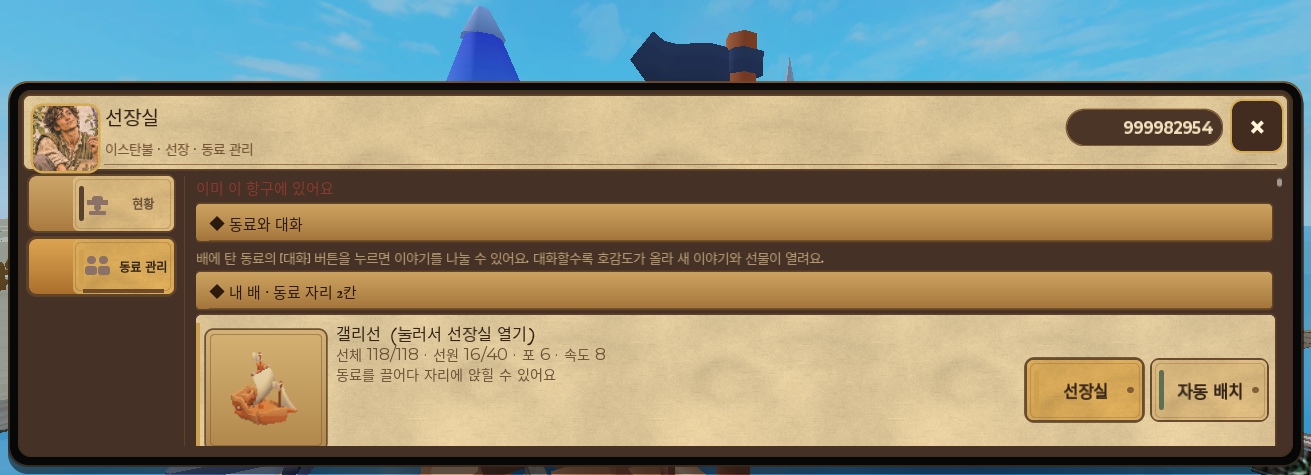 선장실
이스탄불 · 선장 · 동료 관리
999982954
×
현황
동료 관리
이미 이 항구에 있어요
◆ 동료와 대화
배에 탄 동료의 [대화] 버튼을 누르면 이야기를 나눌 수 있어요. 대화할수록 호감도가 올라 새 이야기와 선물이 열려요.
◆ 내 배 · 동료 자리 2칸
갤리선 (눌러서 선장실 열기)
선체 118/118 · 선원 16/40 · 포 6 · 속도 8
동료를 끌어다 자리에 앉힐 수 있어요
선장실
자동 배치